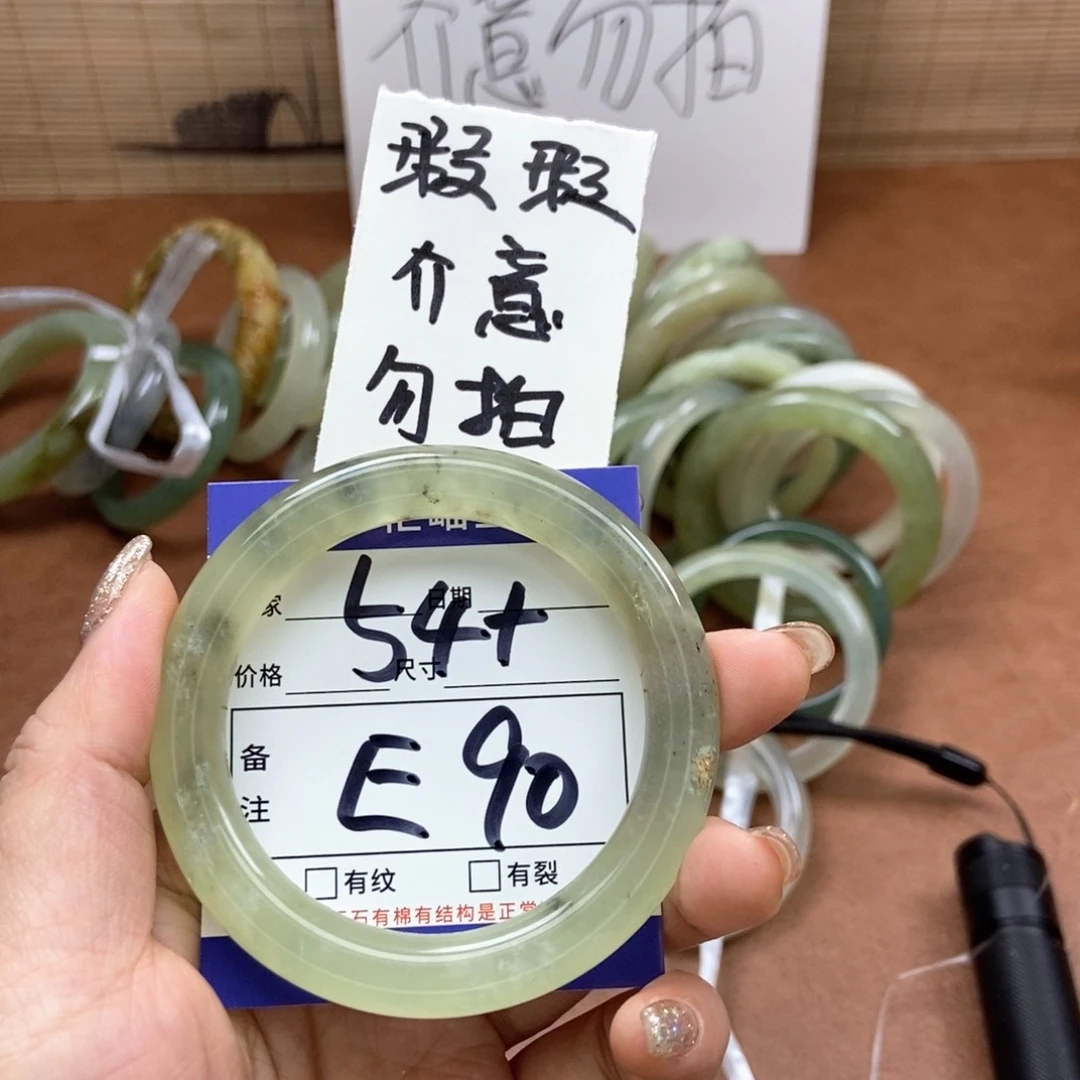 介意勿拍
瑕瑕
介意
勿拍
家 日期
54+
价格 尺寸
备注
E90
有纹 有裂
石有棉有结构是正常